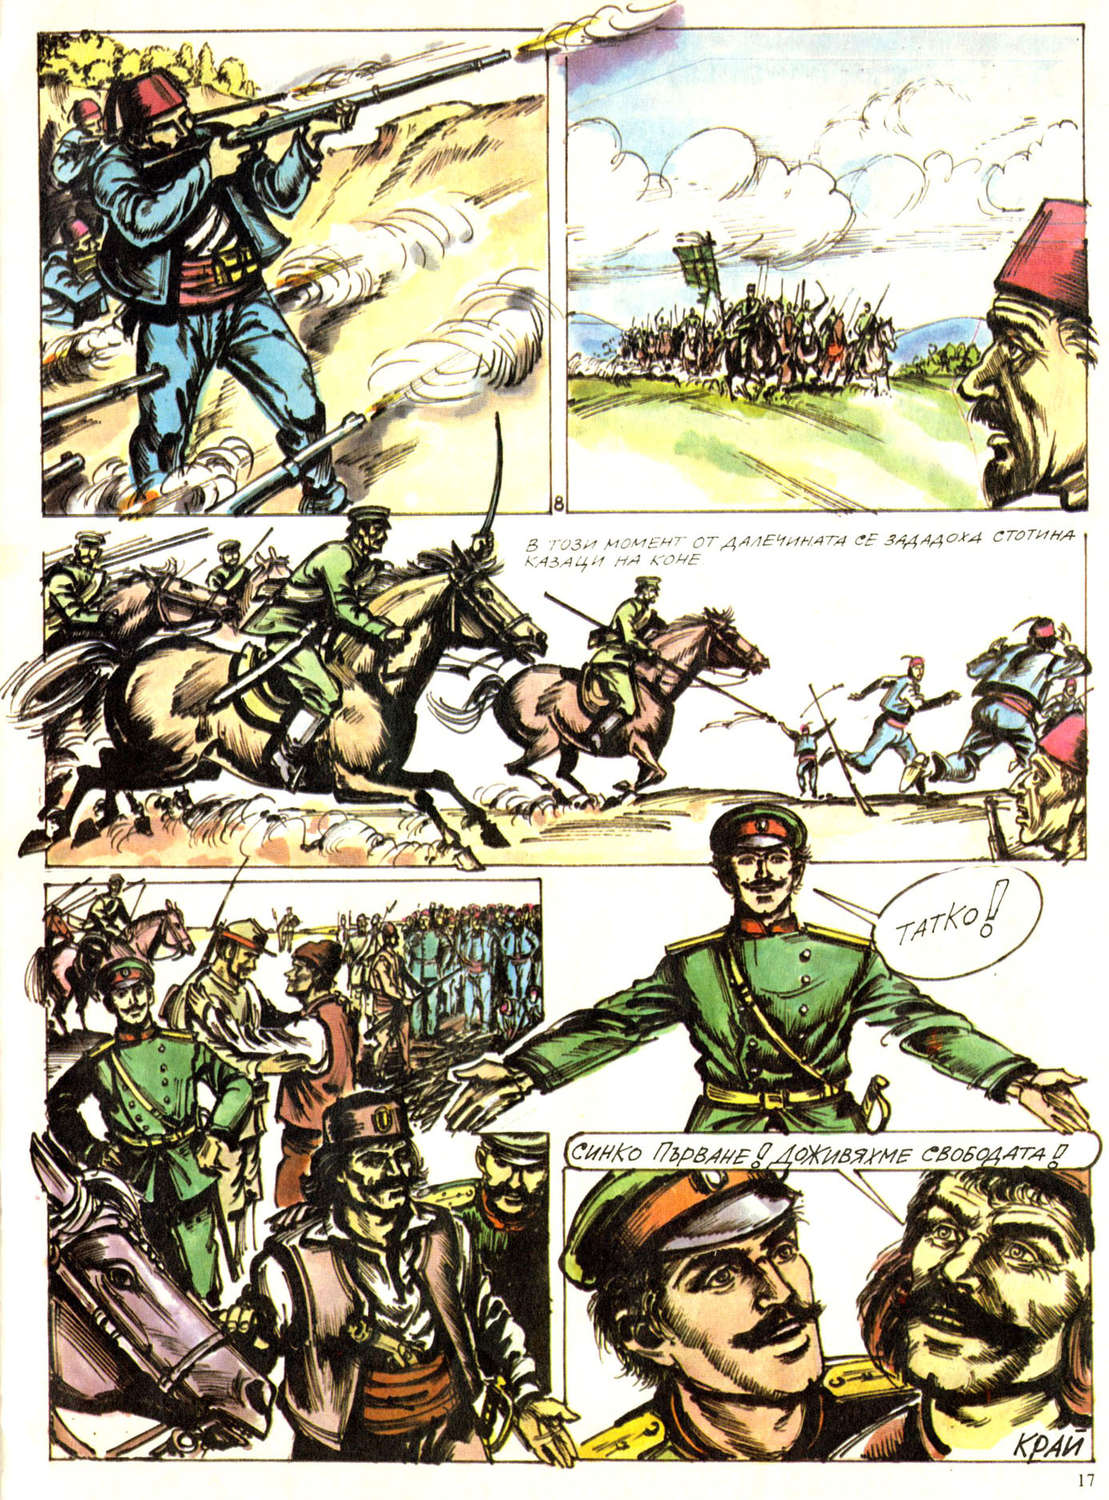 8
В ТОЗИ МОМЕНТ ОТ ДАЛЕЧИНАТА СЕ ЗАДАДОХА СТОТИНА
КАЗАЦИ НА КОНЕ
ТАТКО!
СИНКО ПЪРВАНЕ! ДОЖИВЯХМЕ СВОБОДАТА!
КРАЙ
17